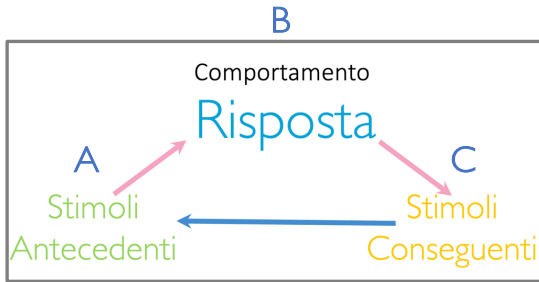 B
Comportamento
Risposta
A
C
Stimoli
Antecedenti
Stimoli
Conseguenti